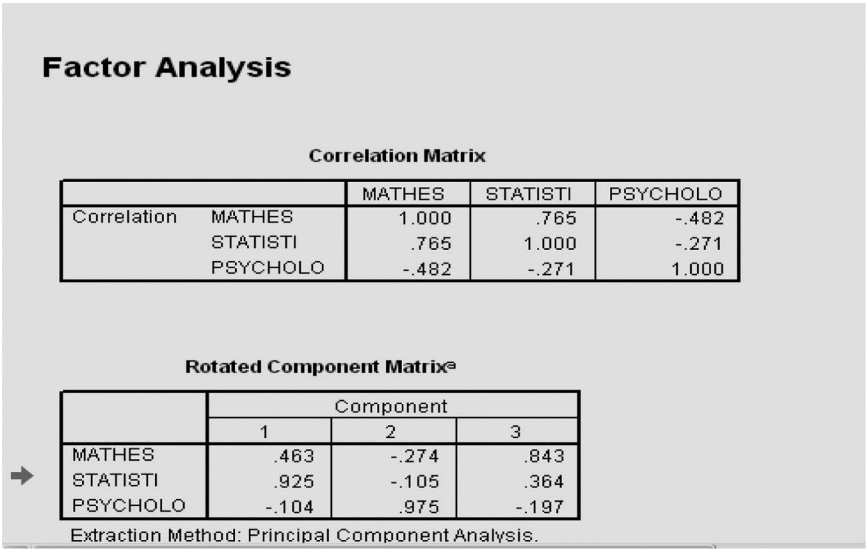 Factor Analysis
Correlation Matrix
MATHES STATISTI PSYCHOLO
Correlation MATHES 1.000 .765 -.482
STATISTI .765 1.000 -.271
PSYCHOLO -.482 -.271 1.000
Rotated Component Matrixª
Component
1 2 3
MATHES .463 -.274 .843
STATISTI .925 -.105 .364
PSYCHOLO -.104 .975 -.197
Extraction Method: Principal Component Analysis.